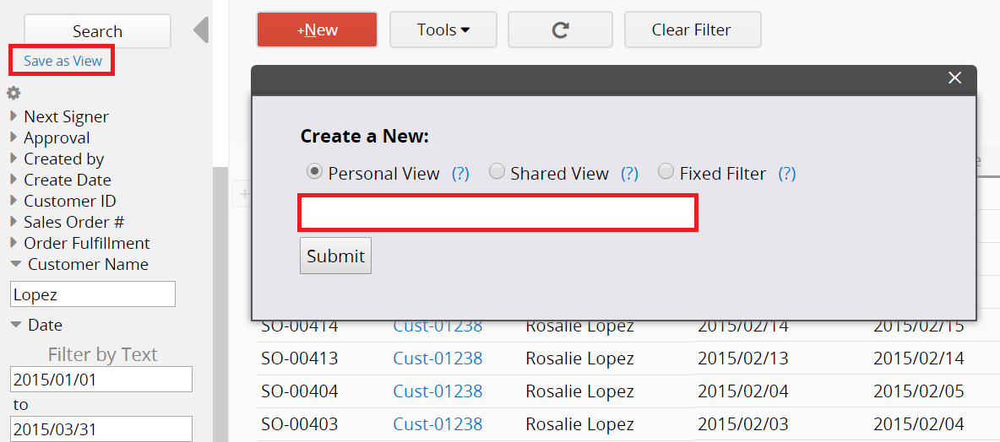 Search
Save as View
Next Signer
Approval
Created by
Create Date
Customer ID
Sales Order #
Order Fulfillment
Customer Name
Lopez
Date
Filter by Text
2015/01/01
to
2015/03/31
+New Tools Clear Filter
Create a New:
Personal View (?) Shared View (?) Fixed Filter (?)
Submit
SO-00414 Cust-01238 Rosalie Lopez 2015/02/14 2015/02/15
SO-00413 Cust-01238 Rosalie Lopez 2015/02/13 2015/02/14
SO-00404 Cust-01238 Rosalie Lopez 2015/02/04 2015/02/05
SO-00403 Cust-01238 Rosalie Lopez 2015/02/03 2015/02/04